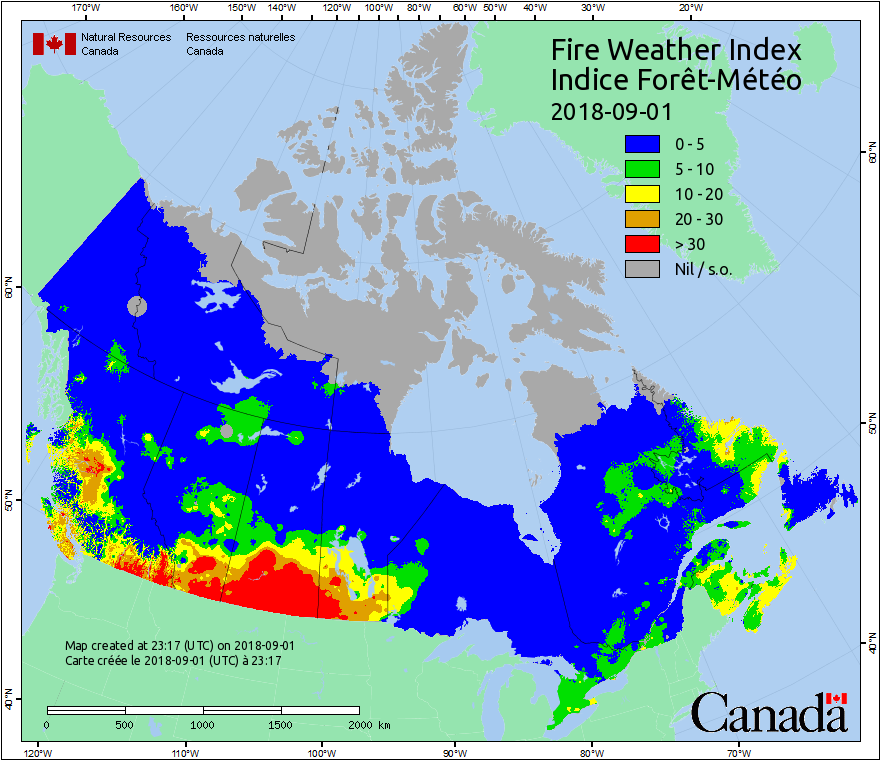 170°W 160°W 150°W 140°W 130°W 120°W 110°W 100°W 90°W 80°W 70°W 60°W 50°W 40°W 30°W 20°W
Natural Resources Canada
Ressources naturelles Canada
Fire Weather Index
Indice Forêt-Météo
2018-09-01
0 - 5
5 - 10
10 - 20
20 - 30
> 30
Nil / s.o.
60°N
60°N
50°N
50°N
40°N
40°N
Map created at 23:17 (UTC) on 2018-09-01
Carte créée le 2018-09-01 (UTC) à 23:17
0 500 1000 1500 2000 km
Canada
120°W 110°W 100°W 90°W 80°W 70°W